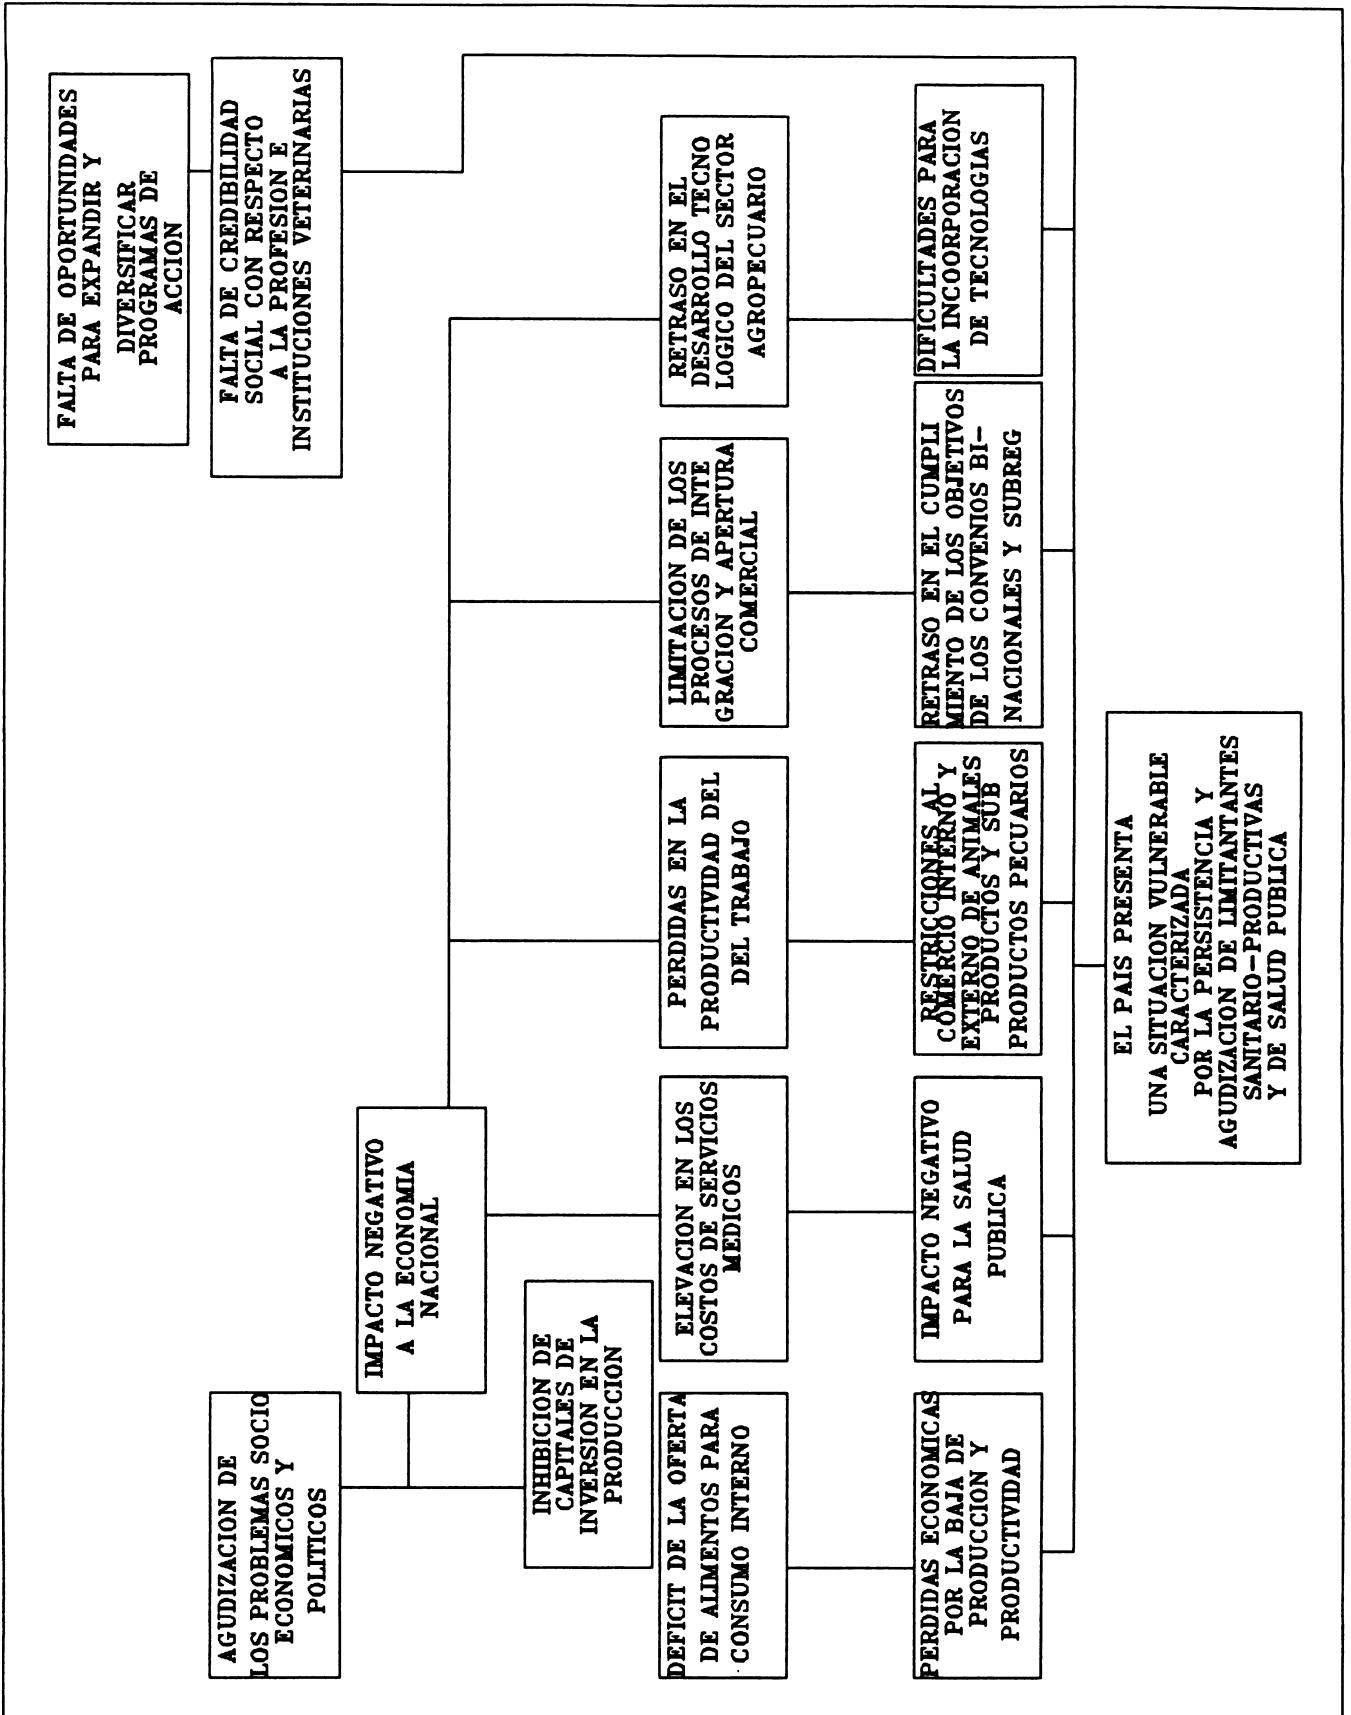 FALTA DE OPORTUNIDADES
PARA EXPANDIR Y
DIVERSIFICAR
PROGRAMAS DE
ACCION
AGUDIZACION DE
LOS PROBLEMAS SOCIO
ECONOMICOS Y
POLITICOS
FALTA DE CREDIBILIDAD
SOCIAL CON RESPECTO
A LA PROFESION E
INSTITUCIONES VETERINARIAS
IMPACTO NEGATIVO
A LA ECONOMIA
NACIONAL
INHIBICION DE
CAPITALES DE
INVERSION EN LA
PRODUCCION
DEFICIT DE LA OFERTA
DE ALIMENTOS PARA
CONSUMO INTERNO
ELEVACION EN LOS
COSTOS DE SERVICIOS
MEDICOS
PERDIDAS EN LA
PRODUCTIVIDAD DEL
DEL TRABAJO
LIMITACION DE LOS
PROCESOS DE INTE
GRACION Y APERTURA
COMERCIAL
RETRASO EN EL
DESARROLLO TECNO
LOGICO DEL SECTOR
AGROPECUARIO
PERDIDAS ECONOMICAS
POR LA BAJA DE
PRODUCCION Y
PRODUCTIVIDAD
IMPACTO NEGATIVO
PARA LA SALUD
PUBLICA
RESTRICCIONES AL
COMERCIO INTERNO Y
EXTERNO DE ANIMALES
PRODUCTOS Y SUB
PRODUCTOS PECUARIOS
RETRASO EN EL CUMPLI
MIENTO DE LOS OBJETIVOS
DE LOS CONVENIOS BI-
NACIONALES Y SUBREG
DIFICULTADES PARA
LA INCOORPORACION
DE TECNOLOGIAS
EL PAIS PRESENTA
UNA SITUACION VULNERABLE
CARACTERIZADA
POR LA PERSISTENCIA Y
AGUDIZACION DE LIMITANTES
SANITARIO-PRODUCTIVAS
Y DE SALUD PUBLICA